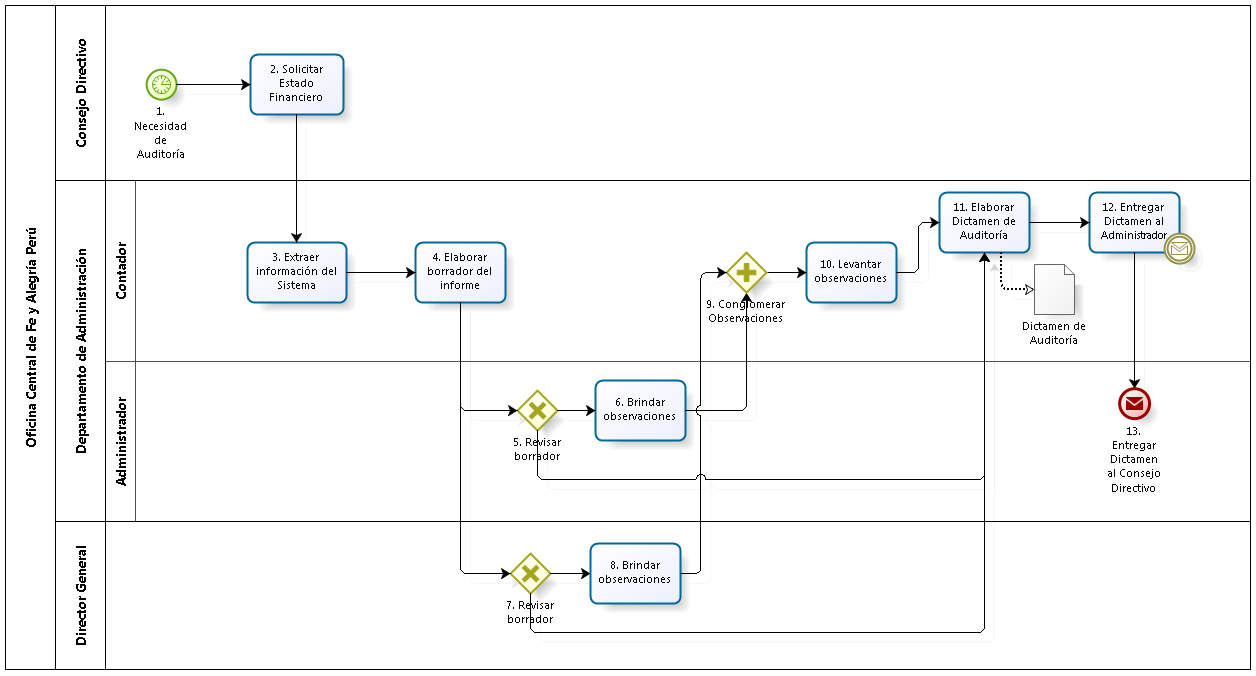 Oficina Central de Fe y Alegría Perú
Consejo Directivo
1.
Necesidad
de
Auditoría
2. Solicitar
Estado
Financiero
Departamento de Administración
Contador
3. Extraer
información del
Sistema
4. Elaborar
borrador del
informe
9. Conglomerar
Observaciones
10. Levantar
observaciones
11. Elaborar
Dictamen de
Auditoría
Dictamen de
Auditoría
12. Entregar
Dictamen al
Administrador
Administrador
5. Revisar
borrador
6. Brindar
observaciones
13.
Entregar
Dictamen
al Consejo
Directivo
Director General
7. Revisar
borrador
8. Brindar
observaciones